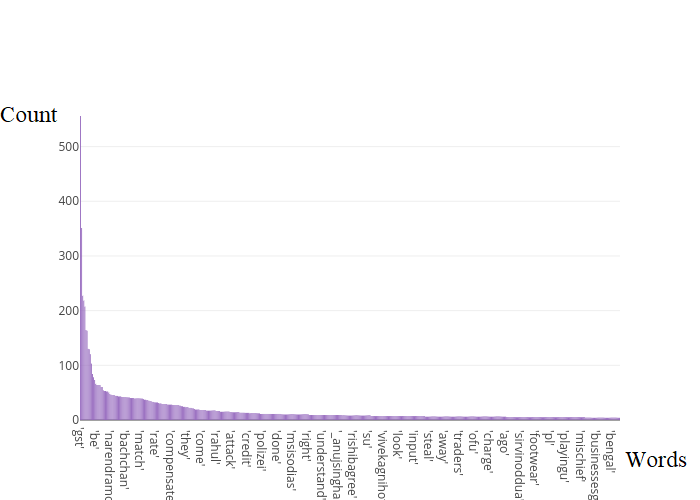 Count
500
400
300
200
100
0
'gst'
'be'
'narendramo
'bachchan'
'match'
'rate'
'compensate
'they'
'come'
'rahul'
'attack'
'credit'
'polizei'
'done'
'msisodias'
'right'
'understand'
'_anujsingha
'rishibagree'
'su'
'vivekagniho
'look'
'input'
'steal'
'away'
'traders'
'ofu'
'charge'
'ago'
'sirvinoddua'
'footwear'
'pl'
'playingu'
'mischief'
'businessesg
'bengal'
Words